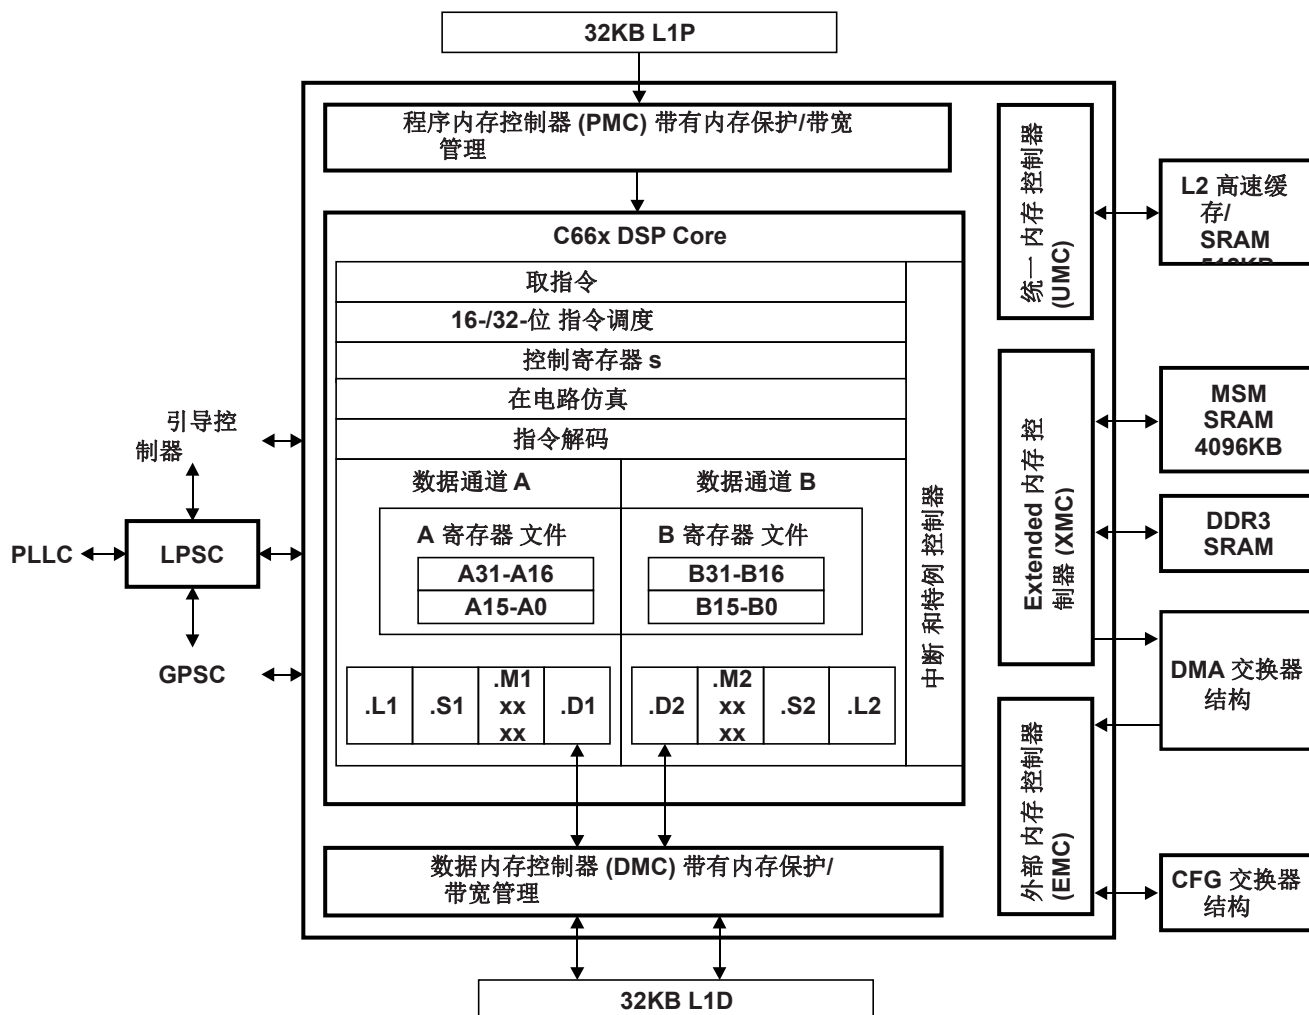 32KB L1P
程序内存控制器 (PMC) 带有内存保护/带宽
管理
C66x DSP Core
取指令
16-/32-位 指令调度
控制寄存器 s
在电路仿真
指令解码
数据通道 A
数据通道 B
A 寄存器 文件
B 寄存器 文件
A31-A16
A15-A0
B31-B16
B15-B0
.L1
.S1
.M1
xx
xx
.D1
.D2
.M2
xx
xx
.S2
.L2
中断 和特例 控制器
数据内存控制器 (DMC) 带有内存保护/
带宽管理
32KB L1D
引导控
制器
PLLC
LPSC
GPSC
统一 内存 控制器
(UMC)
Extended 内存 控
制器 (XMC)
外部 内存 控制器
(EMC)
L2 高速缓
存/
SRAM
MSM
SRAM
4096KB
DDR3
SRAM
DMA 交换器
结构
CFG 交换器
结构